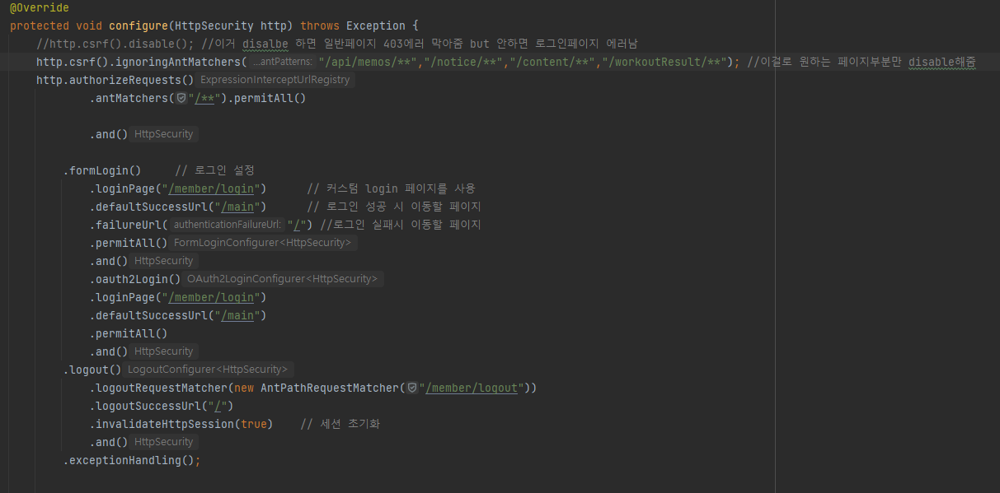 @Override
protected void configure(HttpSecurity http) throws Exception {
//http.csrf().disable(); //이거 disalbe 하면 일반페이지 403에러 막아줌 but 안하면 로그인페이지 에러남
http.csrf().ignoringAntMatchers( ...antPatterns: "/api/memos/**","/notice/**","/content/**","/workoutResult/**"); //이걸로 원하는 페이지부분만 disable해줌
http.authorizeRequests() ExpressionInterceptUrlRegistry
.antMatchers("/**").permitAll()
.and() HttpSecurity
.formLogin() // 로그인 설정
.loginPage("/member/login") // 커스텀 login 페이지를 사용
.defaultSuccessUrl("/main") // 로그인 성공 시 이동할 페이지
.failureUrl( authenticationFailureUrl: "/") //로그인 실패시 이동할 페이지
.permitAll() FormLoginConfigurer<HttpSecurity>
.and() HttpSecurity
.oauth2Login() OAuth2LoginConfigurer<HttpSecurity>
.loginPage("/member/login")
.defaultSuccessUrl("/main")
.permitAll()
.and() HttpSecurity
.logout() LogoutConfigurer<HttpSecurity>
.logoutRequestMatcher(new AntPathRequestMatcher("/member/logout"))
.logoutSuccessUrl("/")
.invalidateHttpSession(true) // 세션 초기화
.and() HttpSecurity
.exceptionHandling();